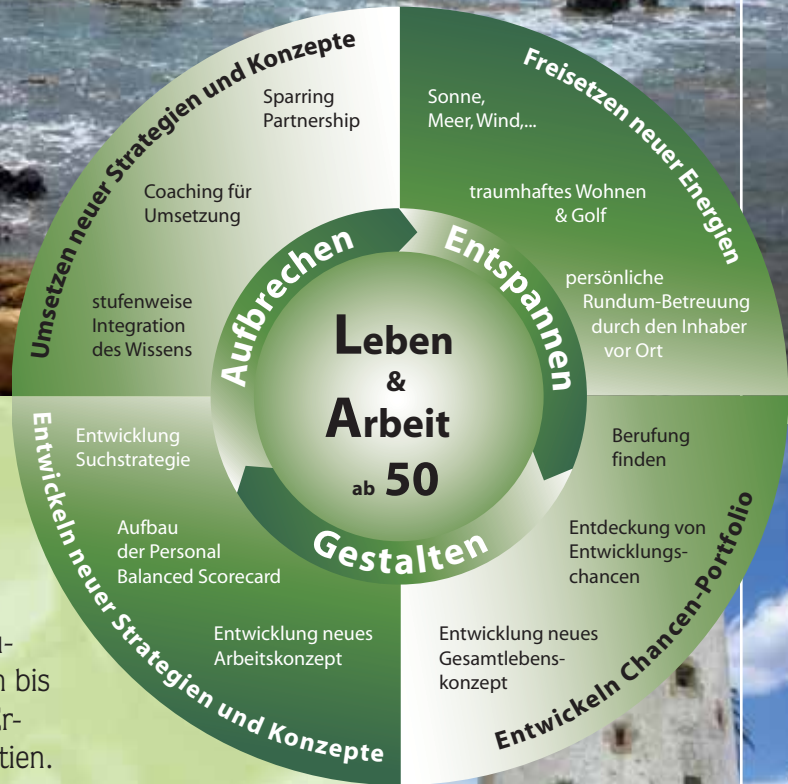 Umsetzen neuer Strategien und Konzepte
Sparring
Partnership
Coaching für
Umsetzung
stufenweise
Integration
des Wissens
Freisetzen neuer Energien
Sonne,
Meer, Wind,...
traumhaftes Wohnen
& Golf
persönliche
Rundum-Betreuung
durch den Inhaber
vor Ort
Aufbrechen
Entspannen
Gestalten
Leben
&
Arbeit
ab 50
Entwickeln neuer Strategien und Konzepte
Entwicklung
Suchstrategie
Aufbau
der Personal
Balanced Scorecard
Entwicklung neues
Arbeitskonzept
Entwickeln Chancen-Portfolio
Berufung
finden
Entdeckung von
Entwicklungs-
chancen
Entwicklung neues
Gesamtlebens-
konzept
bis